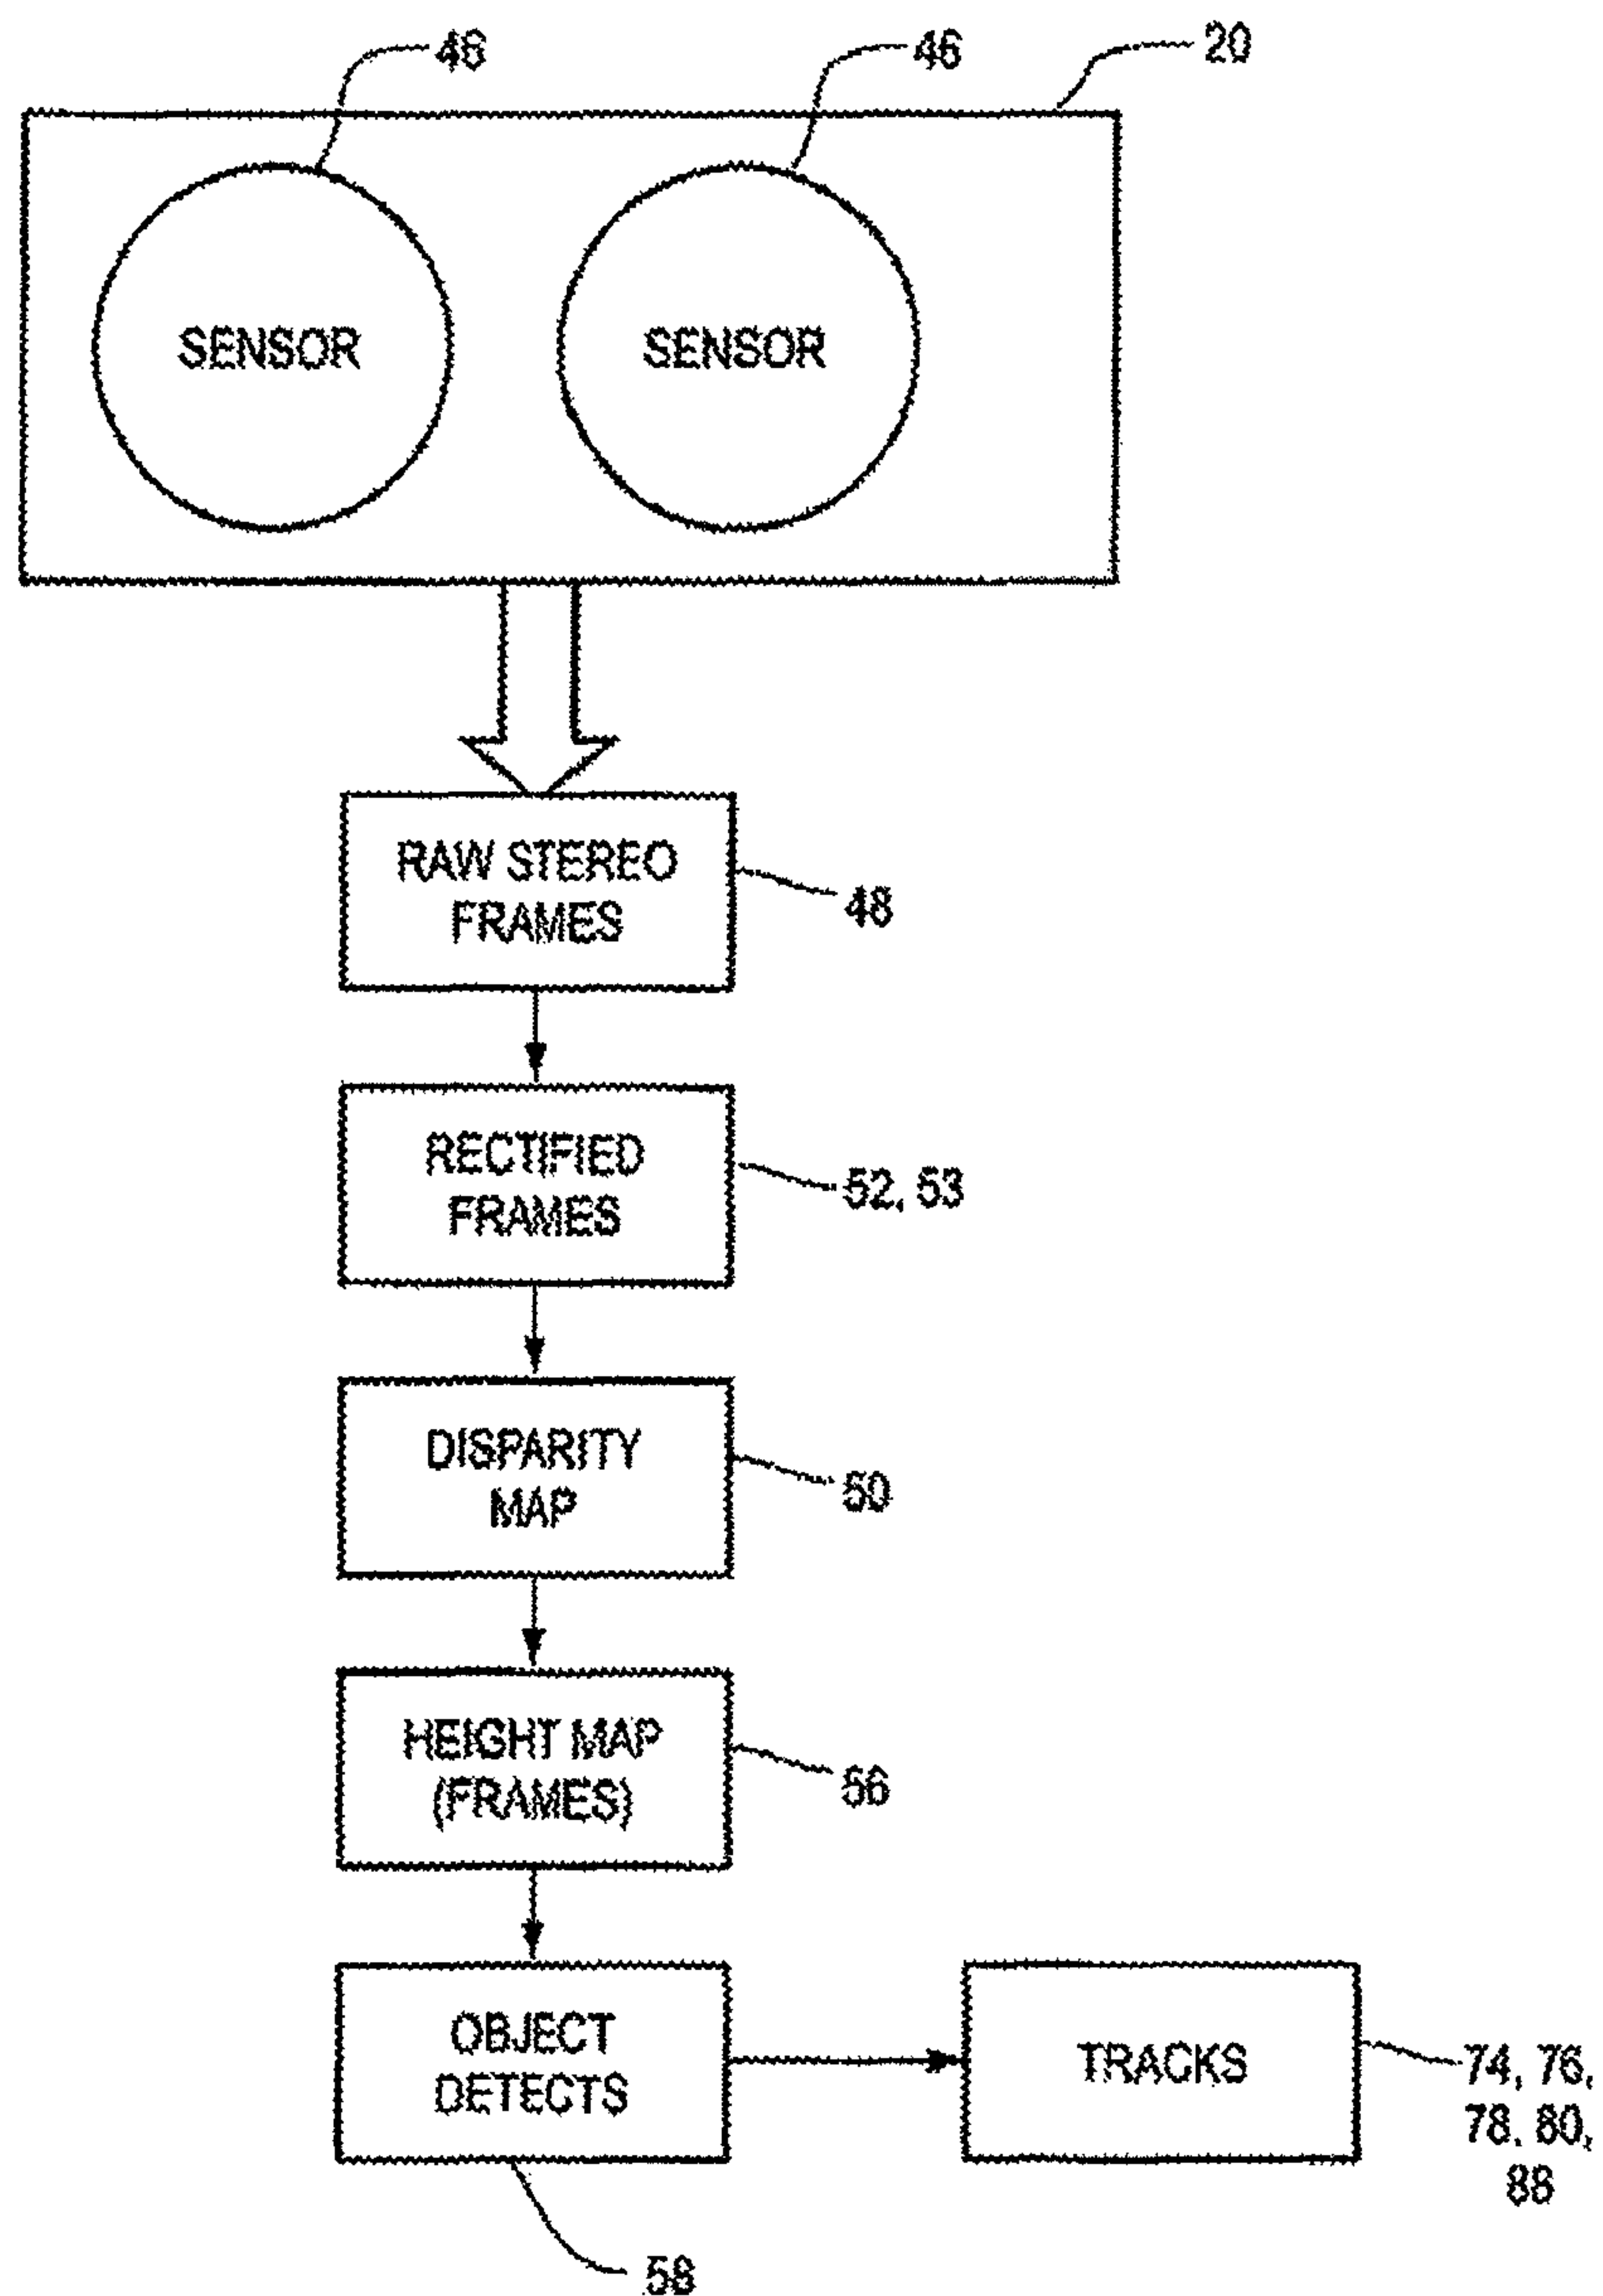 46
46
20
SENSOR
SENSOR
RAW STEREO
FRAMES
48
RECTIFIED
FRAMES
52, 53
DISPARITY
MAP
50
HEIGHT MAP
(FRAMES)
56
OBJECT
DETECTS
TRACKS
74, 76,
78, 80,
88
58